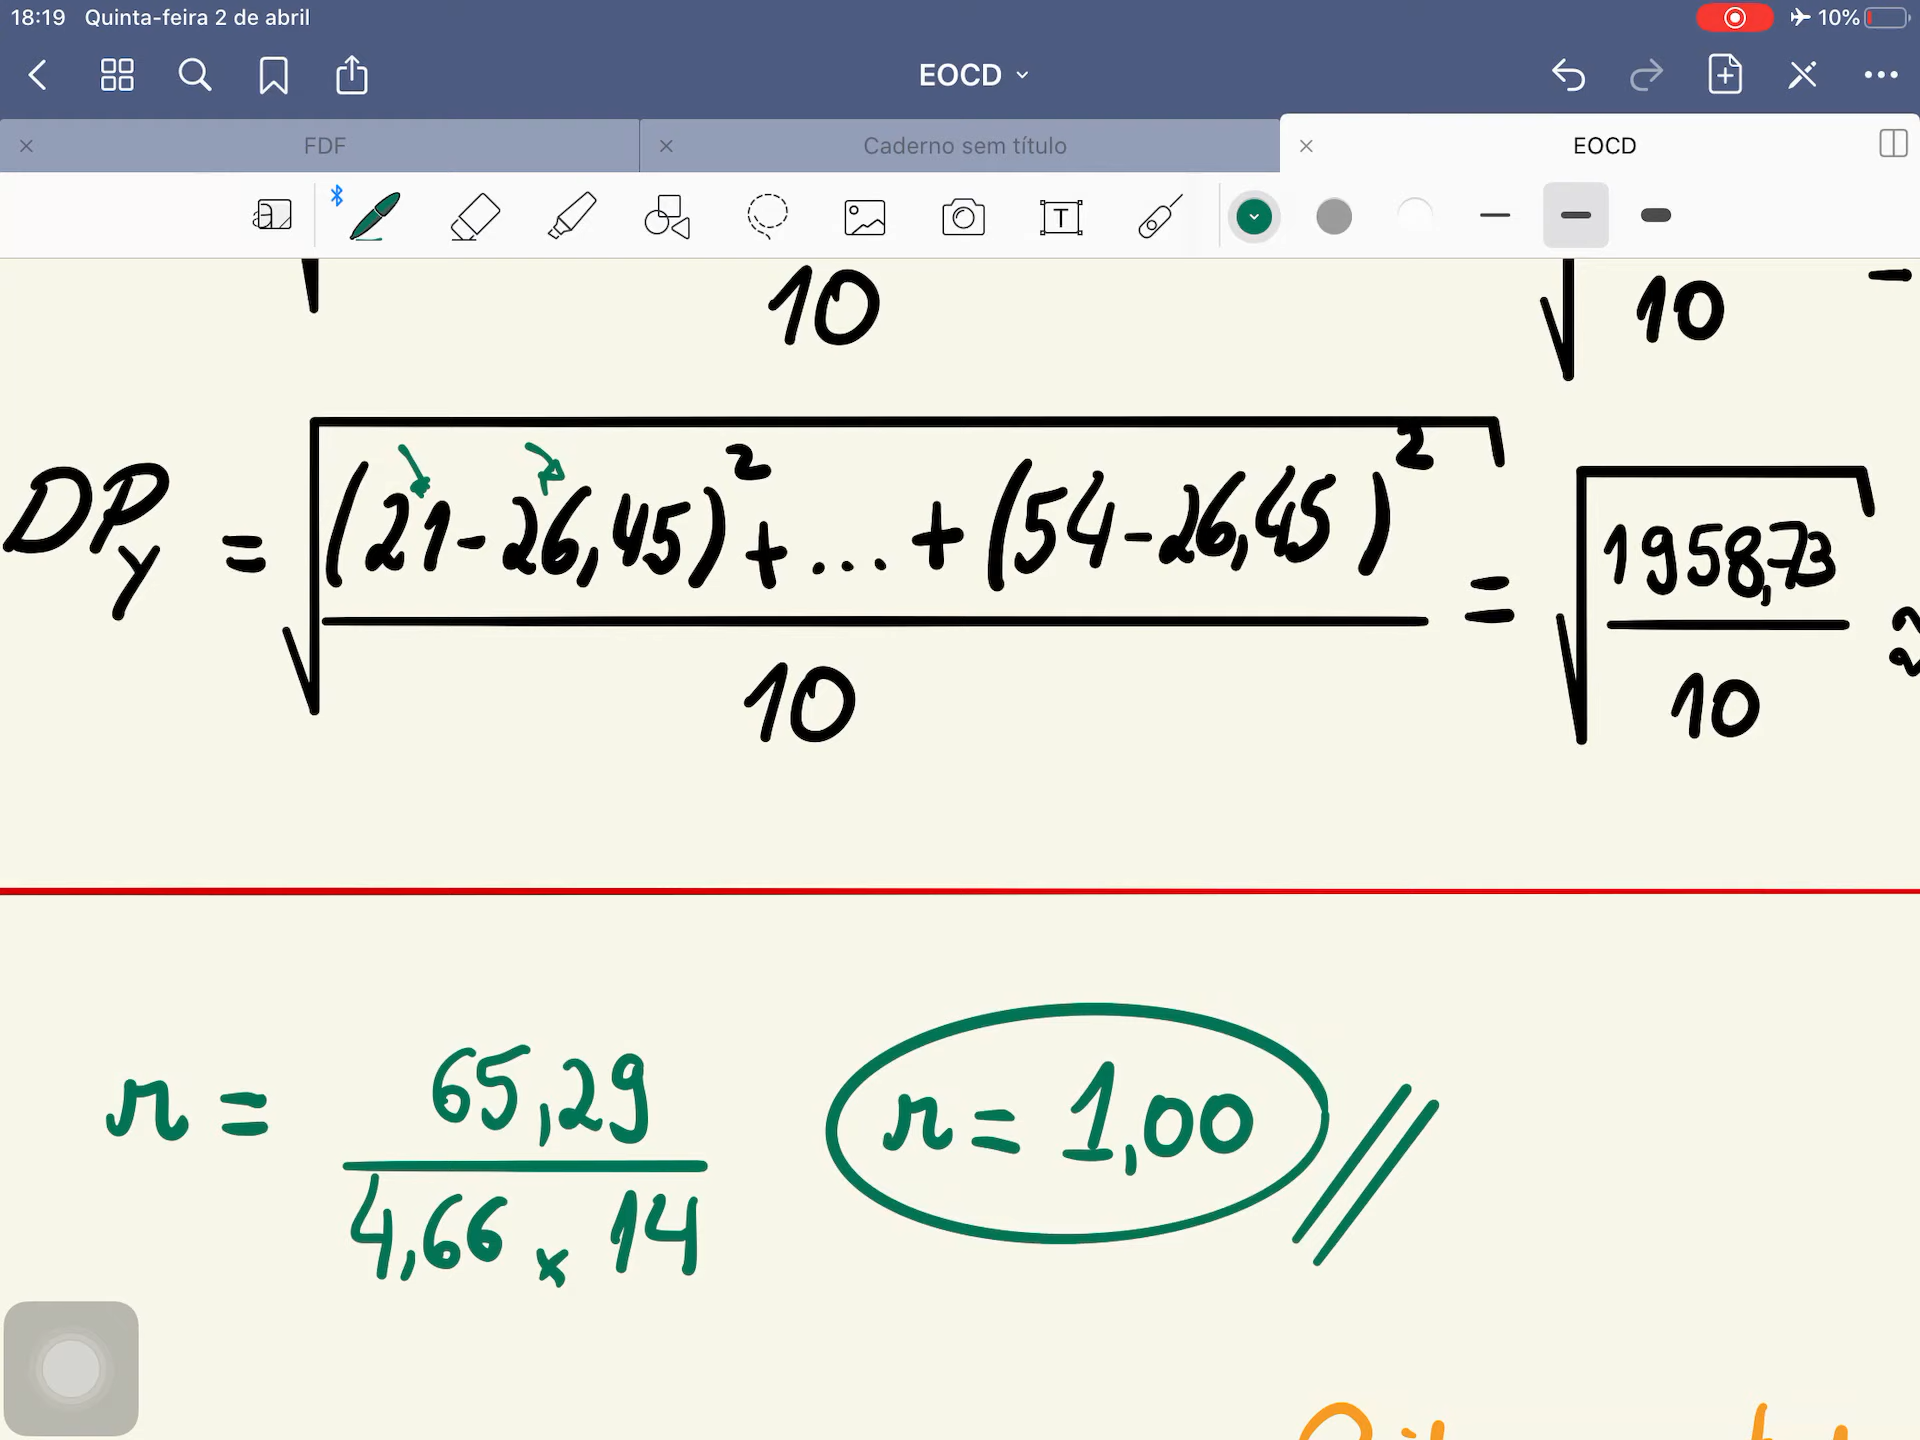 18:19 Quinta-feira 2 de abril 10%
EOCD
FDF Caderno sem título EOCD
T
10 10 -
DPy = √(21-26,45)² + ... + (54-26,45)² = √1958,73 ≈
10 10
r = 65,29 r = 1,00
4,66 x 14